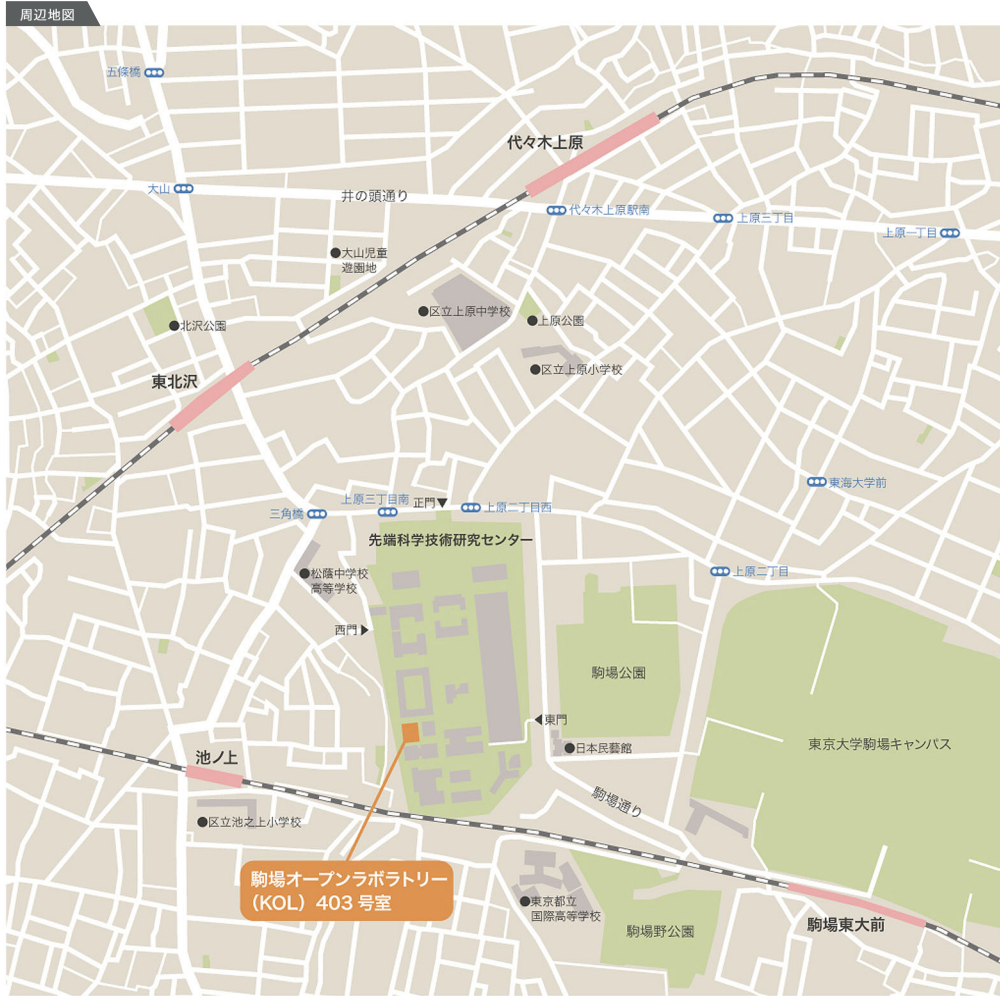 周辺地図
五條橋
代々木上原
大山
井の頭通り
代々木上原駅南
上原三丁目
上原一丁目
大山児童
遊園地
区立上原中学校
北沢公園
上原公園
区立上原小学校
東北沢
東海大学前
上原三丁目南
正門
上原二丁目西
三角橋
先端科学技術研究センター
上原二丁目
松蔭中学校
高等学校
西門
駒場公園
東門
東京大学駒場キャンパス
日本民藝館
池ノ上
駒場通り
区立池之上小学校
駒場オープンラボラトリー
（KOL）403 号室
東京都立
国際高等学校
駒場野公園
駒場東大前